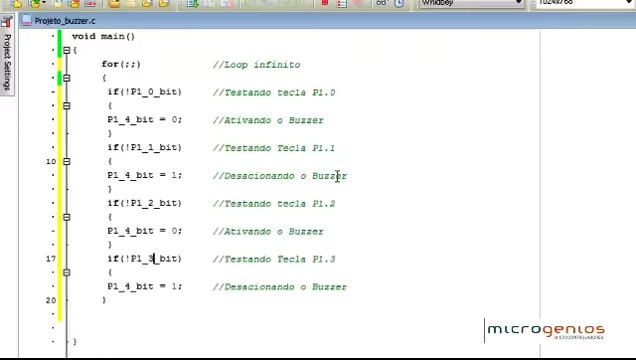 Whidbey
1024x768
Projeto_buzzer.c
Project Settings
void main()
{
for(;;) //Loop infinito
{
if(!P1_0_bit) //Testando tecla P1.0
{
P1_4_bit = 0; //Ativando o Buzzer
}
if(!P1_1_bit) //Testando Tecla P1.1
10 {
P1_4_bit = 1; //Desacionando o Buzzer
}
if(!P1_2_bit) //Testando tecla P1.2
{
P1_4_bit = 0; //Ativando o Buzzer
}
17 if(!P1_3_bit) //Testando Tecla P1.3
{
P1_4_bit = 1; //Desacionando o Buzzer
20 }
}
microgenios
MICROCONTROLADORES